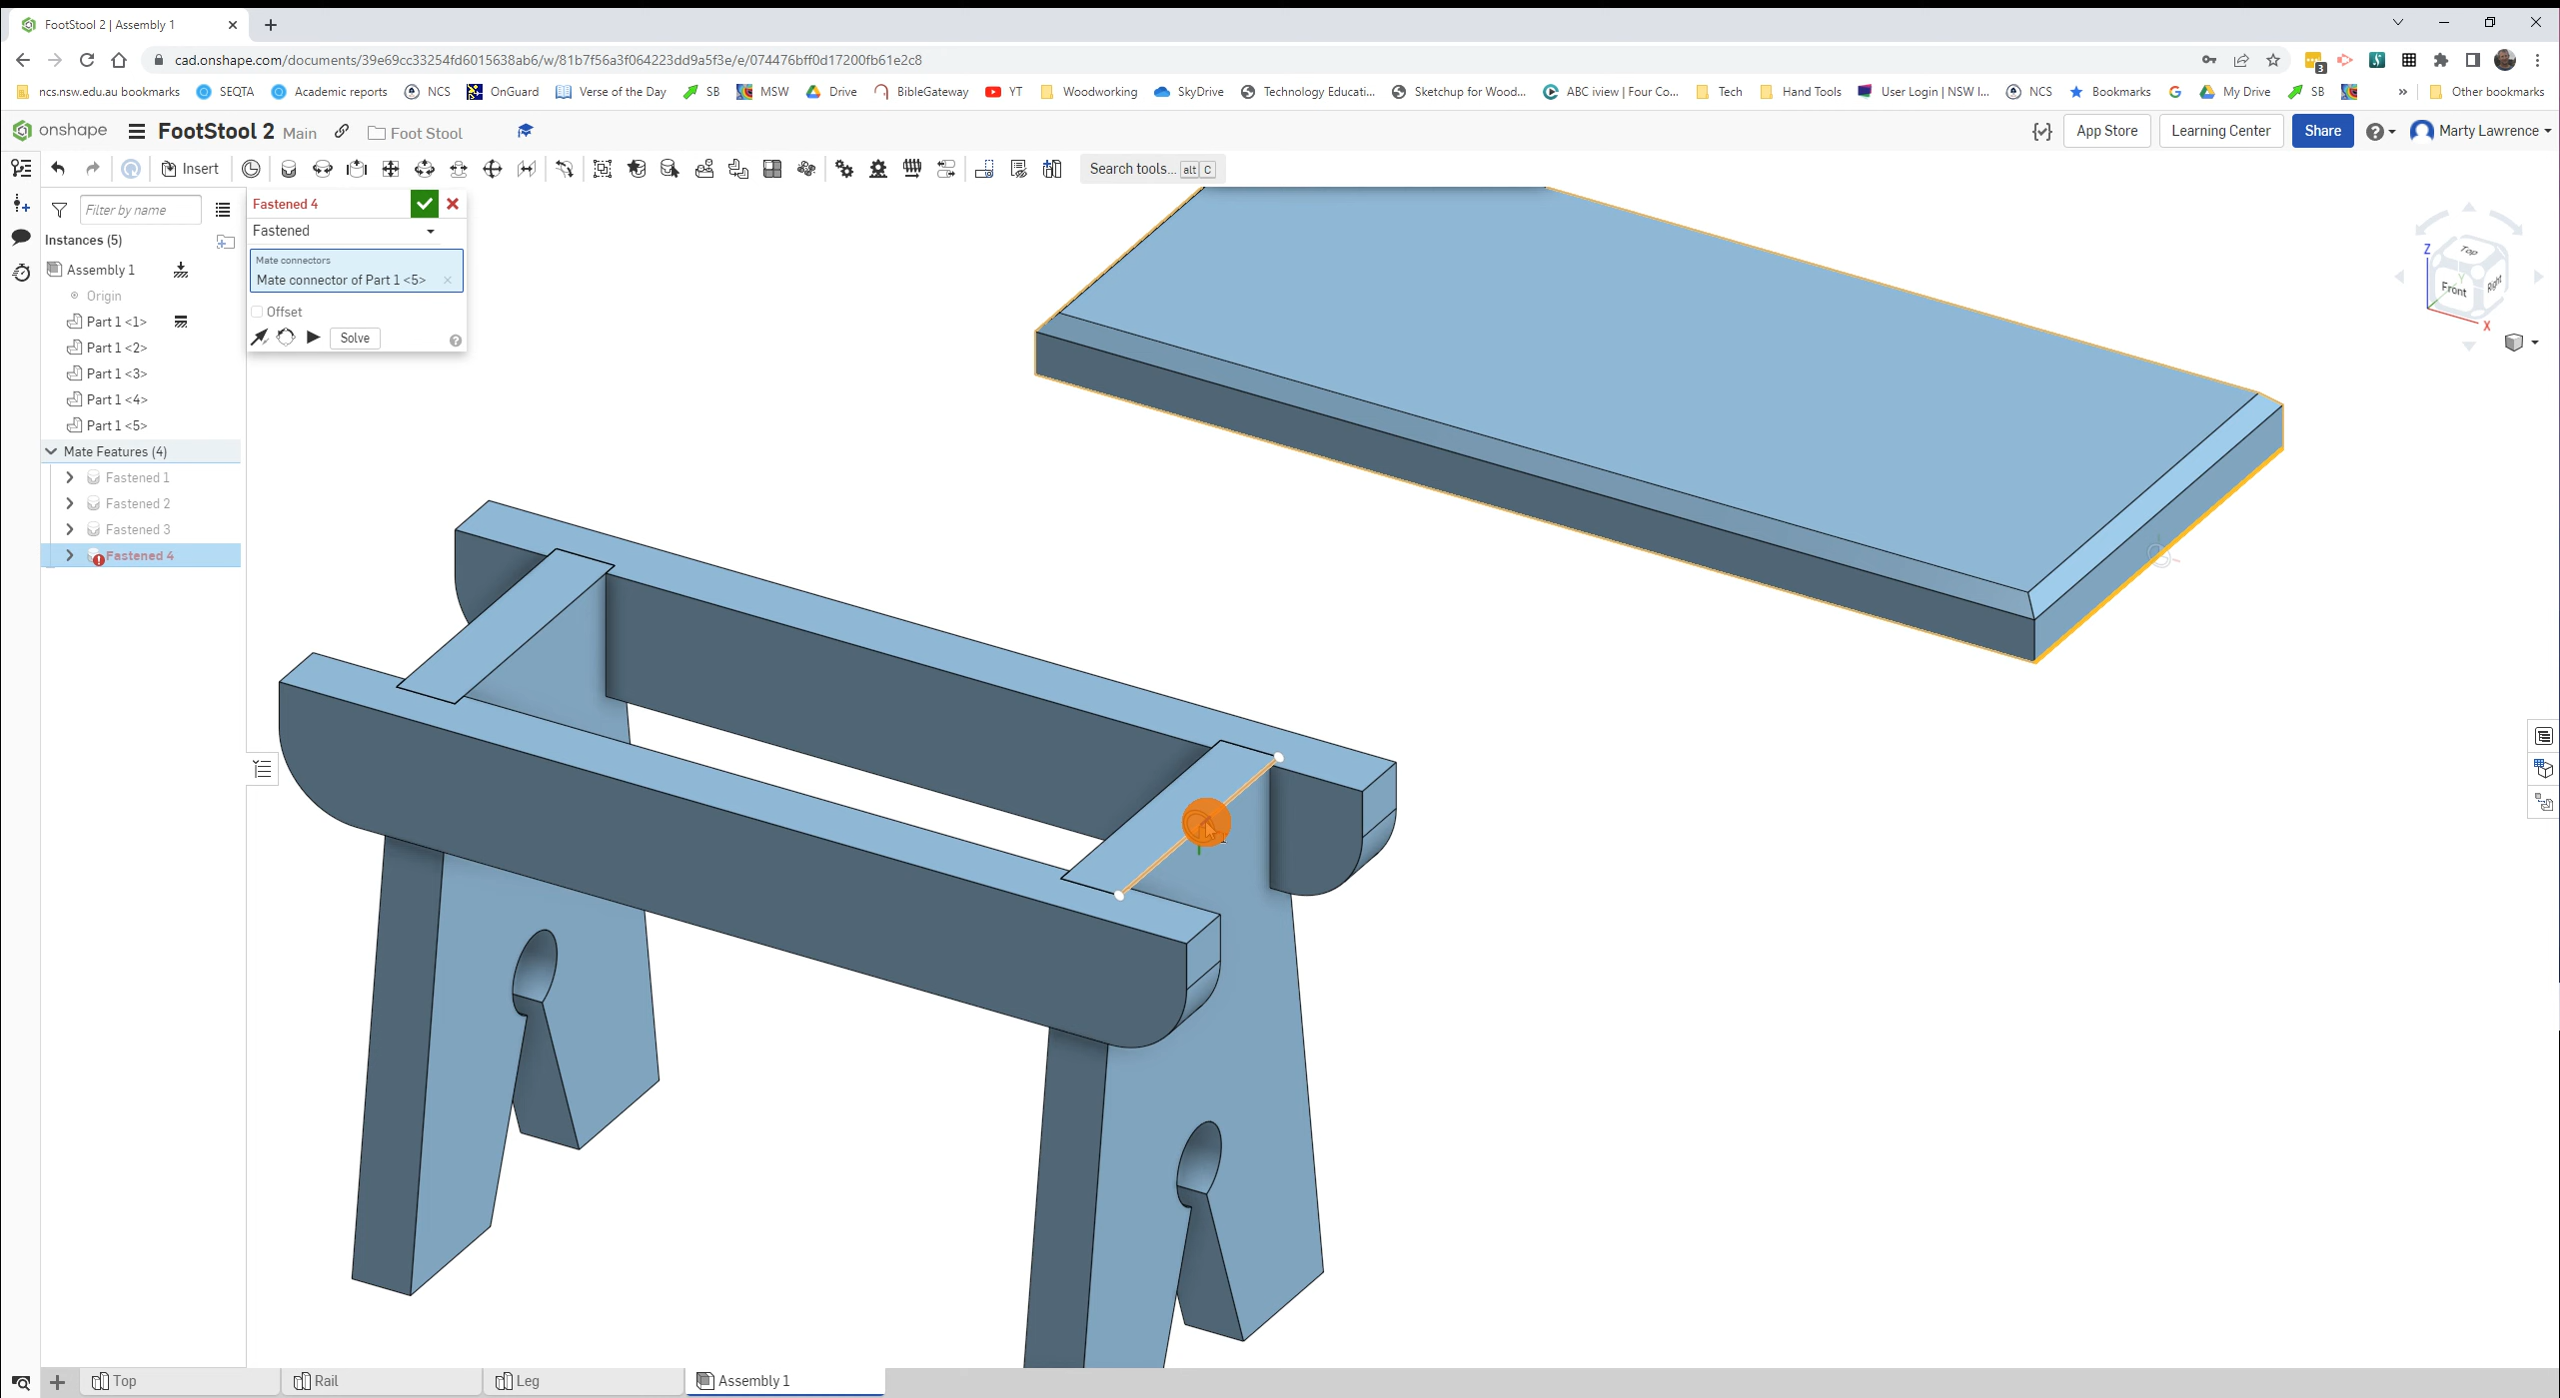 FootStool 2 | Assembly 1
cad.onshape.com/documents/39e69cc33254fd6015638ab6/w/81b7f56a3f064223dd9a5f3e/e/074476bff0d17200fb61e2c8
3
ncs.nsw.edu.au bookmarks SEQTA Academic reports NCS OnGuard Verse of the Day SB MSW Drive BibleGateway YT Woodworking SkyDrive Technology Educati... Sketchup for Wood... ABC iview | Four Co... Tech Hand Tools User Login | NSW I... NCS Bookmarks My Drive SB » Other bookmarks
onshape FootStool 2 Main Foot Stool App Store Learning Center Share Marty Lawrence
Insert Search tools... alt C
Filter by name
Instances (5)
Assembly 1
Origin
Part 1 <1>
Part 1 <2>
Part 1 <3>
Part 1 <4>
Part 1 <5>
Mate Features (4)
Fastened 1
Fastened 2
Fastened 3
Fastened 4
Fastened 4
Fastened
Mate connectors
Mate connector of Part 1 <5>
Offset
Solve
Z
Top
Y
Front
Right
X
Top Rail Leg Assembly 1